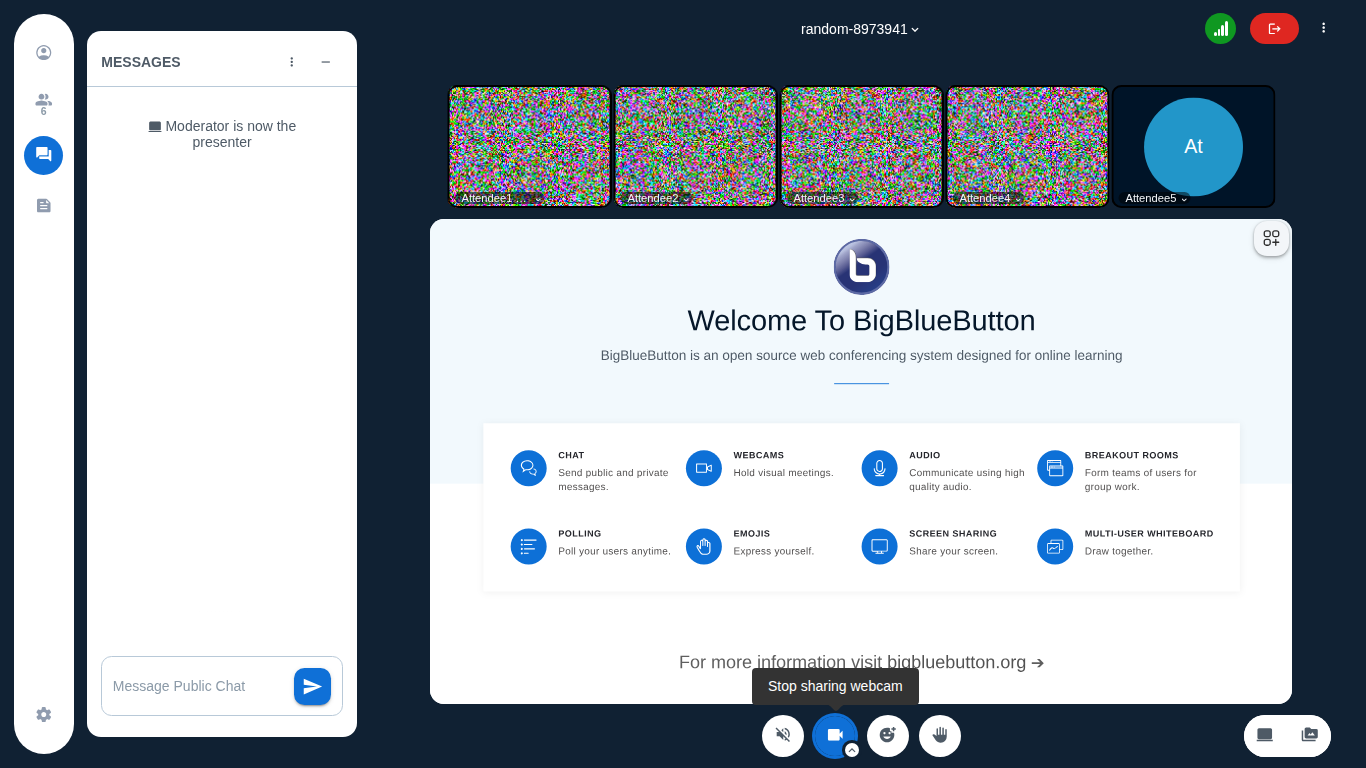 random-8973941
MESSAGES
6
Moderator is now the
presenter
Attendee1...
Attendee2
Attendee3
Attendee4
At
Attendee5
Welcome To BigBlueButton
BigBlueButton is an open source web conferencing system designed for online learning
CHAT
Send public and private
messages.
WEBCAMS
Hold visual meetings.
AUDIO
Communicate using high
quality audio.
BREAKOUT ROOMS
Form teams of users for
group work.
POLLING
Poll your users anytime.
EMOJIS
Express yourself.
SCREEN SHARING
Share your screen.
MULTI-USER WHITEBOARD
Draw together.
For more information visit bigbluebutton.org ➔
Stop sharing webcam
Message Public Chat